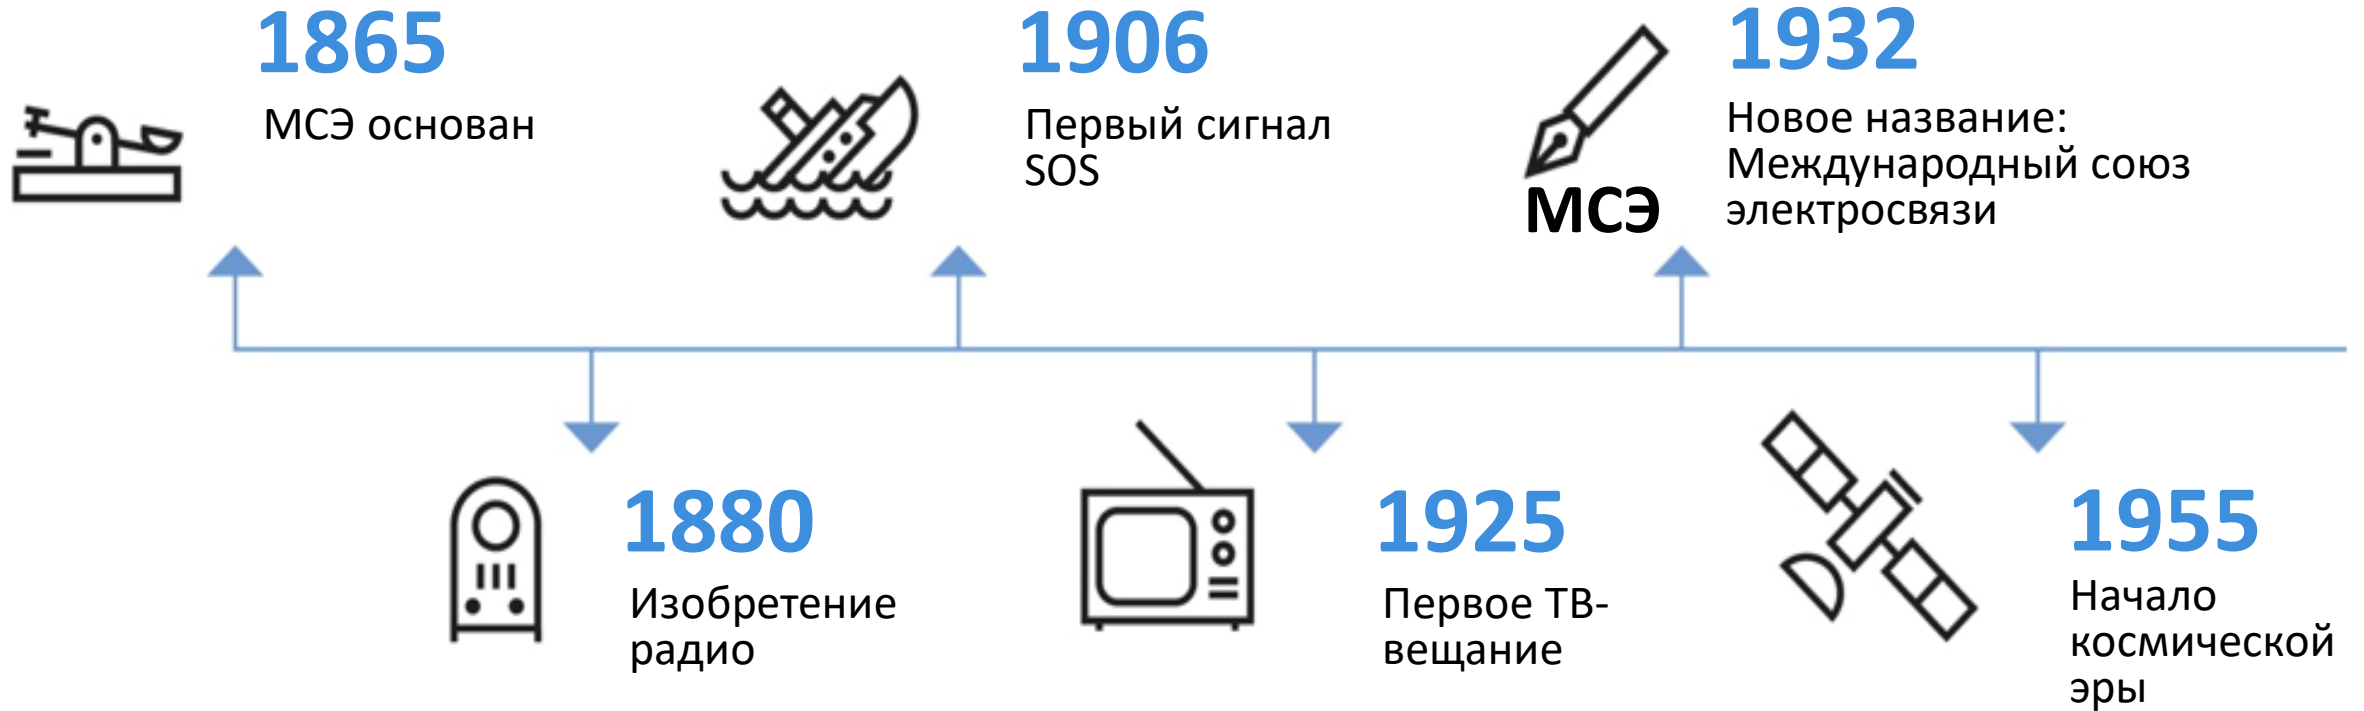 1865
МСЭ основан
1906
Первый сигнал
SOS
МСЭ
1932
Новое название:
Международный союз
электросвязи
1880
Изобретение
радио
1925
Первое ТВ-
вещание
1955
Начало
космической
эры